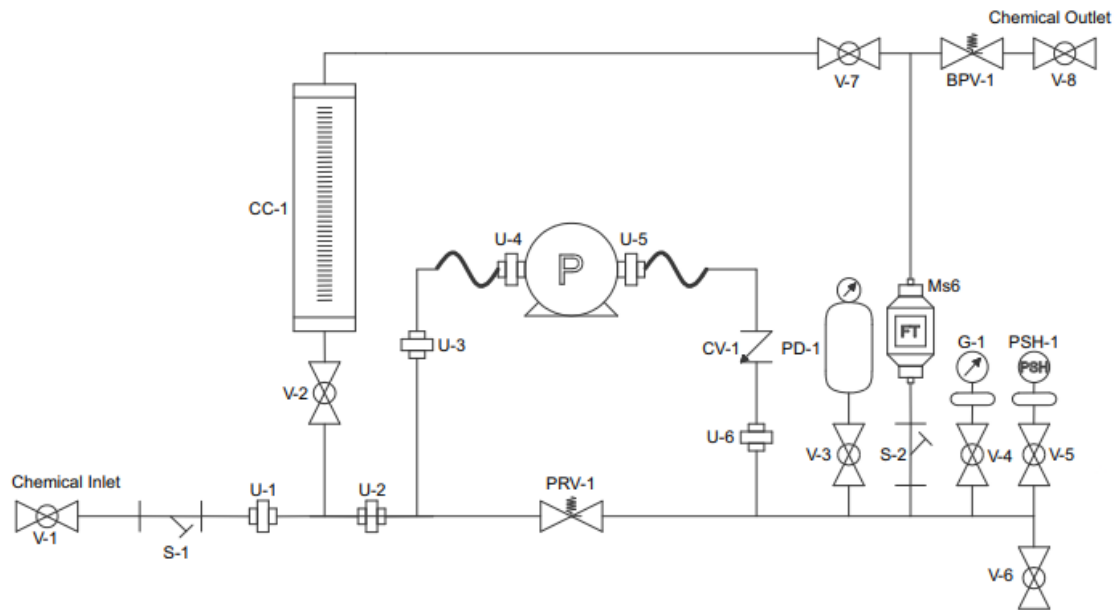 Chemical Outlet
V-7
BPV-1
V-8
CC-1
U-4
U-5
P
Ms6
FT
U-3
CV-1
PD-1
G-1
PSH-1
PSH
V-2
U-6
V-3
S-2
V-4
V-5
Chemical Inlet
U-1
U-2
PRV-1
V-1
S-1
V-6